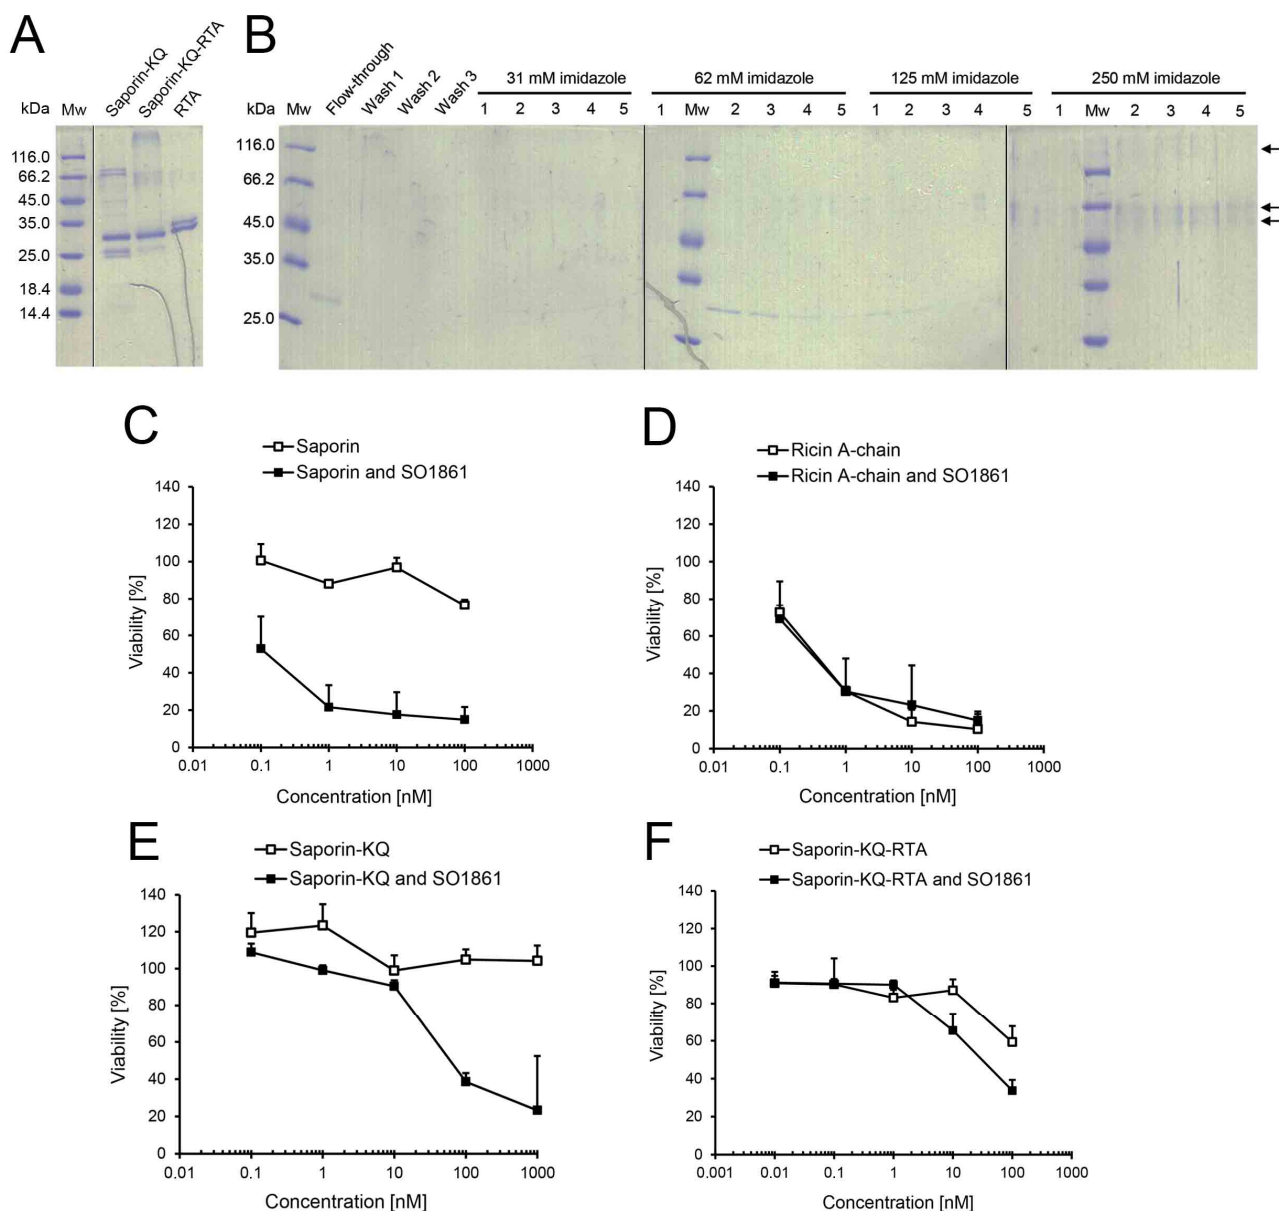 A
kDa Mw Saporin-KQ Saporin-KQ-RTA RTA
116.0
66.2
45.0
35.0
25.0
18.4
14.4
B
kDa Mw Flow-through Wash 1 Wash 2 Wash 3 31 mM imidazole 62 mM imidazole 125 mM imidazole 250 mM imidazole
1 2 3 4 5 1 Mw 2 3 4 5 1 2 3 4 5 1 Mw 2 3 4 5
116.0
66.2
45.0
35.0
25.0
C
Saporin
Saporin and SO1861
Viability [%]
140
120
100
80
60
40
20
0
0.01 0.1 1 10 100 1000
Concentration [nM]
D
Ricin A-chain
Ricin A-chain and SO1861
Viability [%]
140
120
100
80
60
40
20
0
0.01 0.1 1 10 100 1000
Concentration [nM]
E
Saporin-KQ
Saporin-KQ and SO1861
Viability [%]
140
120
100
80
60
40
20
0
0.01 0.1 1 10 100 1000
Concentration [nM]
F
Saporin-KQ-RTA
Saporin-KQ-RTA and SO1861
Viability [%]
140
120
100
80
60
40
20
0
0.001 0.01 0.1 1 10 100 1000
Concentration [nM]